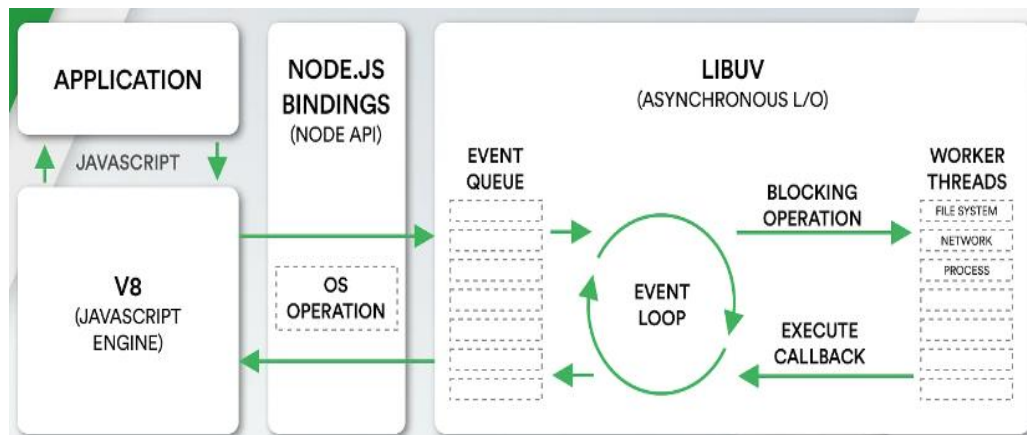 APPLICATION
JAVASCRIPT
V8
(JAVASCRIPT
ENGINE)
NODE.JS
BINDINGS
(NODE API)
OS
OPERATION
LIBUV
(ASYNCHRONOUS L/O)
EVENT
QUEUE
EVENT
LOOP
BLOCKING
OPERATION
EXECUTE
CALLBACK
WORKER
THREADS
FILE SYSTEM
NETWORK
PROCESS